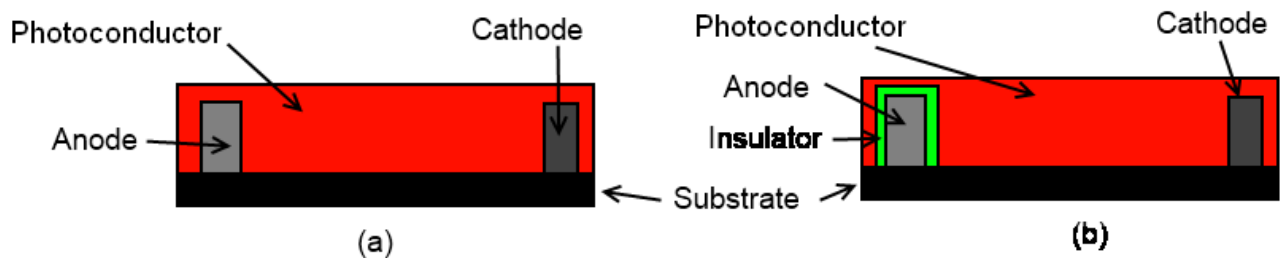 Photoconductor
Cathode
Anode
(a)
Photoconductor
Cathode
Anode
Insulator
Substrate
(b)